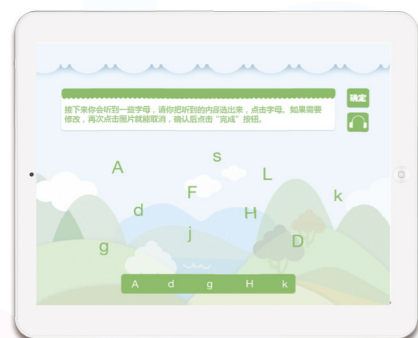 接下来你会听到一些字母，请你把听到的内容选出来，点击字母。如果需要
修改，再次点击图片就能取消，确认后点击“完成”按钮。
确定
A
s
L
F
k
d
H
j
D
g
A d g H k